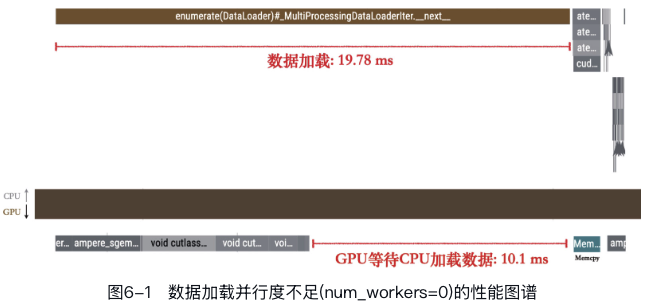 enumerate(DataLoader)#_MultiProcessingDataLoaderIter.__next__
ate...
ate...
ate...
cud...
数据加载: 19.78 ms
CPU
GPU
er... ampere_sgem... void cutlass... void cut... voi... Mem... amp
GPU等待CPU加载数据: 10.1 ms
Memcpy
图6-1 数据加载并行度不足(num_workers=0)的性能图谱